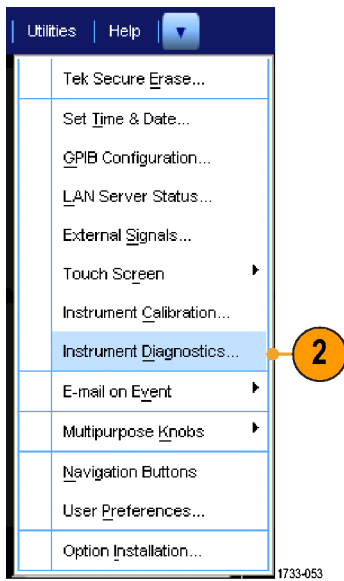 Utilities Help
Tek Secure Erase...
Set Time & Date...
GPIB Configuration...
LAN Server Status...
External Signals...
Touch Screen
Instrument Calibration...
Instrument Diagnostics...
2
E-mail on Event
Multipurpose Knobs
Navigation Buttons
User Preferences...
Option Installation...
1733-053